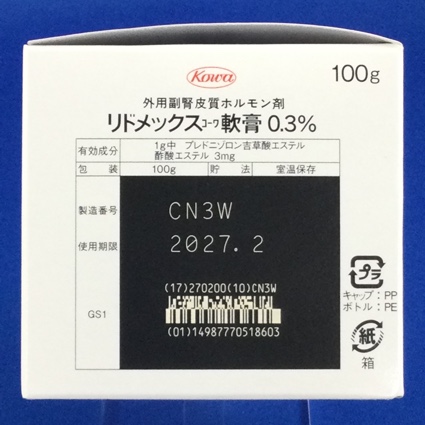 Kowa
100g
外用副腎皮質ホルモン剤
リドメックスコーワ軟膏 0.3%
有効成分 1g中 プレドニゾロン吉草酸エステル
酢酸エステル 3mg
包装 100g 貯法 室温保存
製造番号 CN3W
使用期限 2027.2
(17)270200(10)CN3W
GS1
(01)14987770518603
プラ
キャップ:PP
ボトル:PE
紙
箱